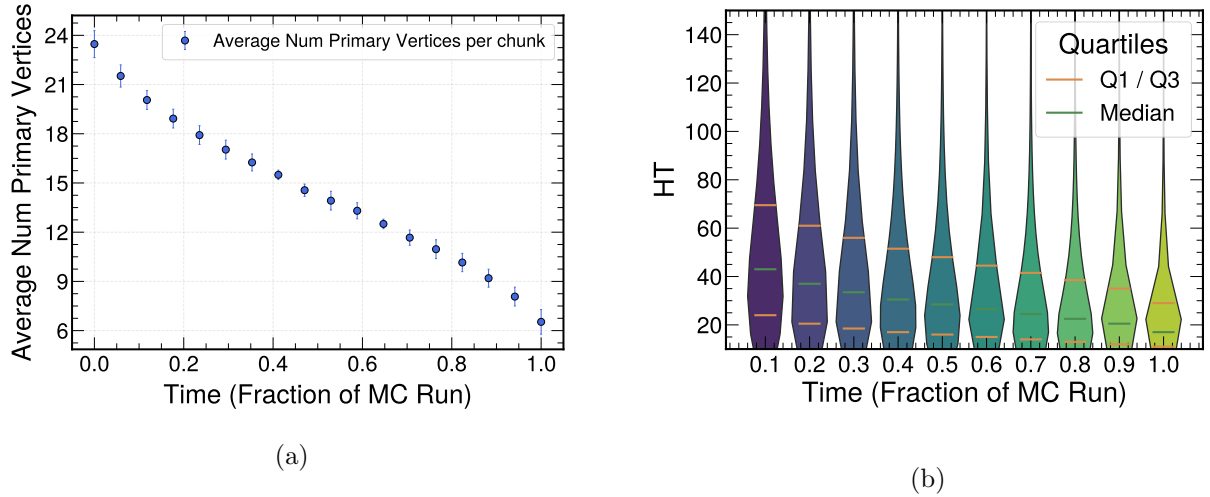 Average Num Primary Vertices
24
21
18
15
12
9
6
Average Num Primary Vertices per chunk
0.0 0.2 0.4 0.6 0.8 1.0
Time (Fraction of MC Run)
(a)
HT
140
120
100
80
60
40
20
Quartiles
Q1 / Q3
Median
0.1 0.2 0.3 0.4 0.5 0.6 0.7 0.8 0.9 1.0
Time (Fraction of MC Run)
(b)